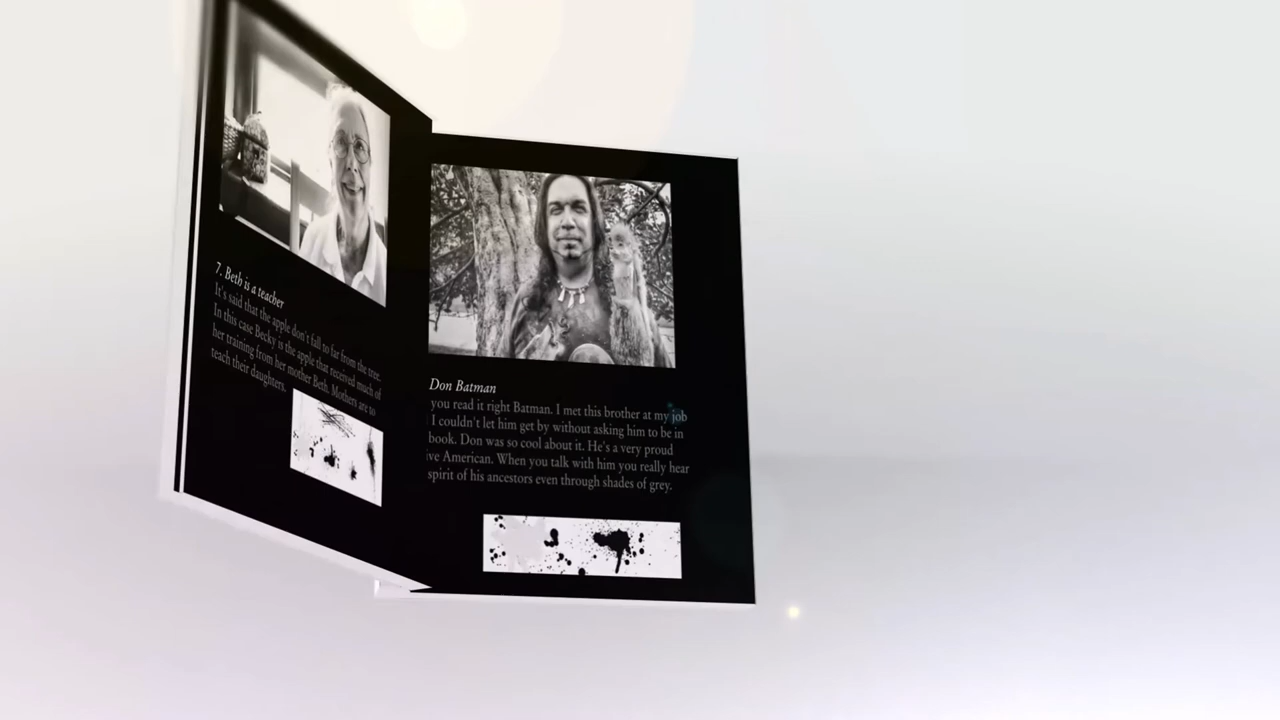 7. Beth is a teacher
It's said that the apple don't fall to far from the tree.
In this case Becky is the apple that received much of
her training from her mother Beth. Mothers are to
teach their daughters.
Don Batman
you read it right Batman. I met this brother at my job
I couldn't let him get by without asking him to be in
book. Don was so cool about it. He's a very proud
ive American. When you talk with him you really hear
spirit of his ancestors even through shades of grey.